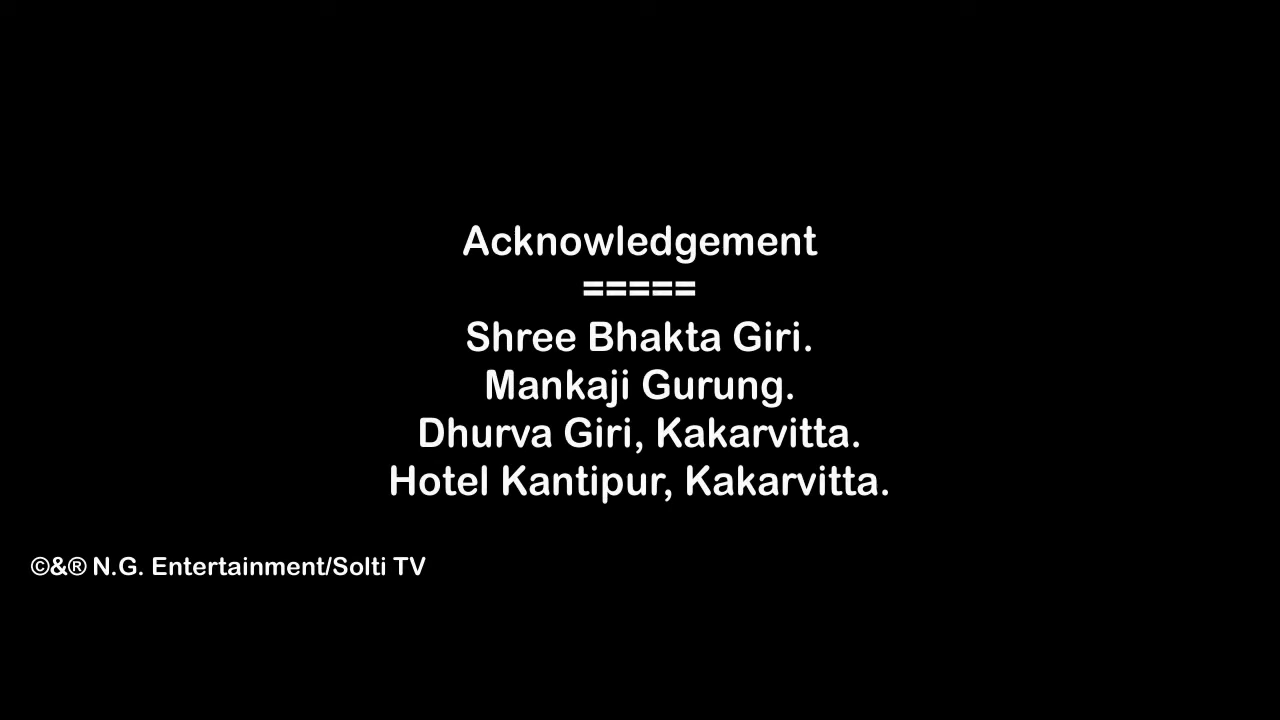 Acknowledgement
=====
Shree Bhakta Giri.
Mankaji Gurung.
Dhurva Giri, Kakarvitta.
Hotel Kantipur, Kakarvitta.
©&® N.G. Entertainment/Solti TV